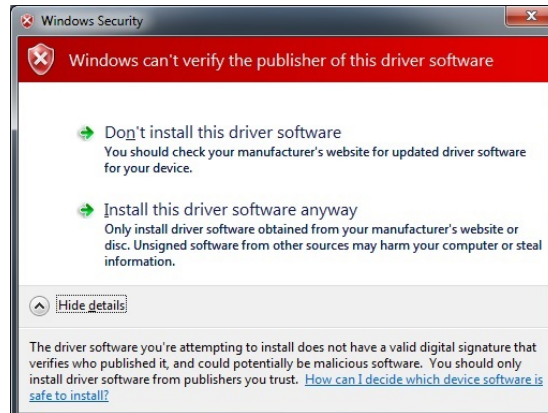 Windows Security
Windows can't verify the publisher of this driver software
Don't install this driver software
You should check your manufacturer's website for updated driver software
for your device.
Install this driver software anyway
Only install driver software obtained from your manufacturer's website or
disc. Unsigned software from other sources may harm your computer or steal
information.
Hide details
The driver software you're attempting to install does not have a valid digital signature that
verifies who published it, and could potentially be malicious software. You should only
install driver software from publishers you trust. How can I decide which device software is
safe to install?